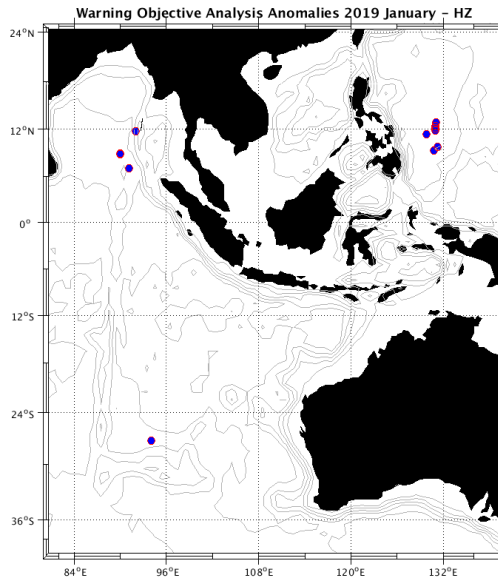 Warning Objective Analysis Anomalies 2019 January – HZ
24°N
12°N
0°
12°S
24°S
36°S
84°E 96°E 108°E 120°E 132°E